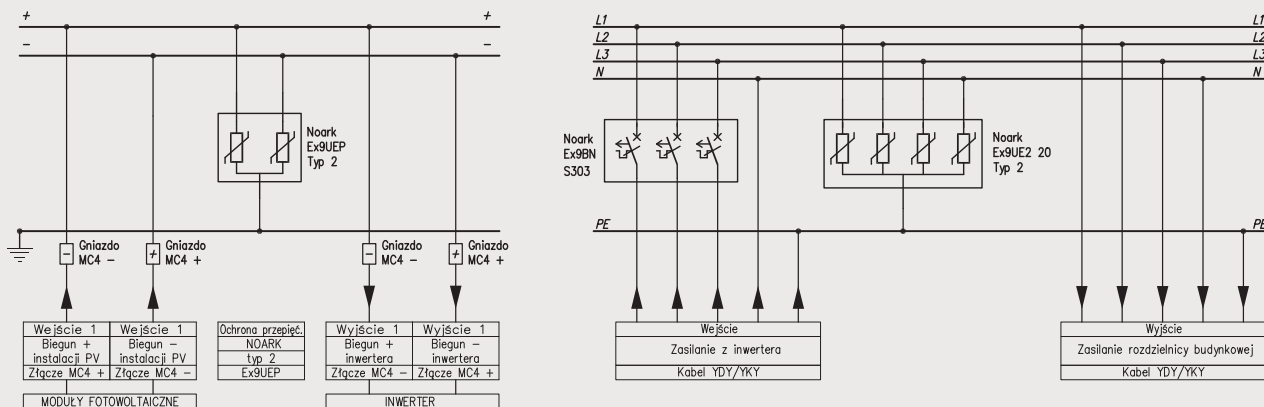 + +
- -
Noark
Ex9UEP
Typ 2
Gniazdo
MC4 -
Gniazdo
MC4 +
Gniazdo
MC4 -
Gniazdo
MC4 +
- + - +
Wejście 1 Wejście 1 Ochrona przepięć. Wyjście 1 Wyjście 1
Biegun + Biegun - NOARK Biegun + Biegun -
instalacji PV instalacji PV typ 2 inwertera inwertera
Złącze MC4 + Złącze MC4 - Ex9UEP Złącze MC4 - Złącze MC4 +
MODUŁY FOTOWOLTAICZNE INWERTER
L1 L1
L2 L2
L3 L3
N N
Noark
Ex9BN
S303
Noark
Ex9UE2 20
Typ 2
PE PE
Wejście
Zasilanie z inwertera
Kabel YDY/YKY
Wyjście
Zasilanie rozdzielnicy budynkowej
Kabel YDY/YKY